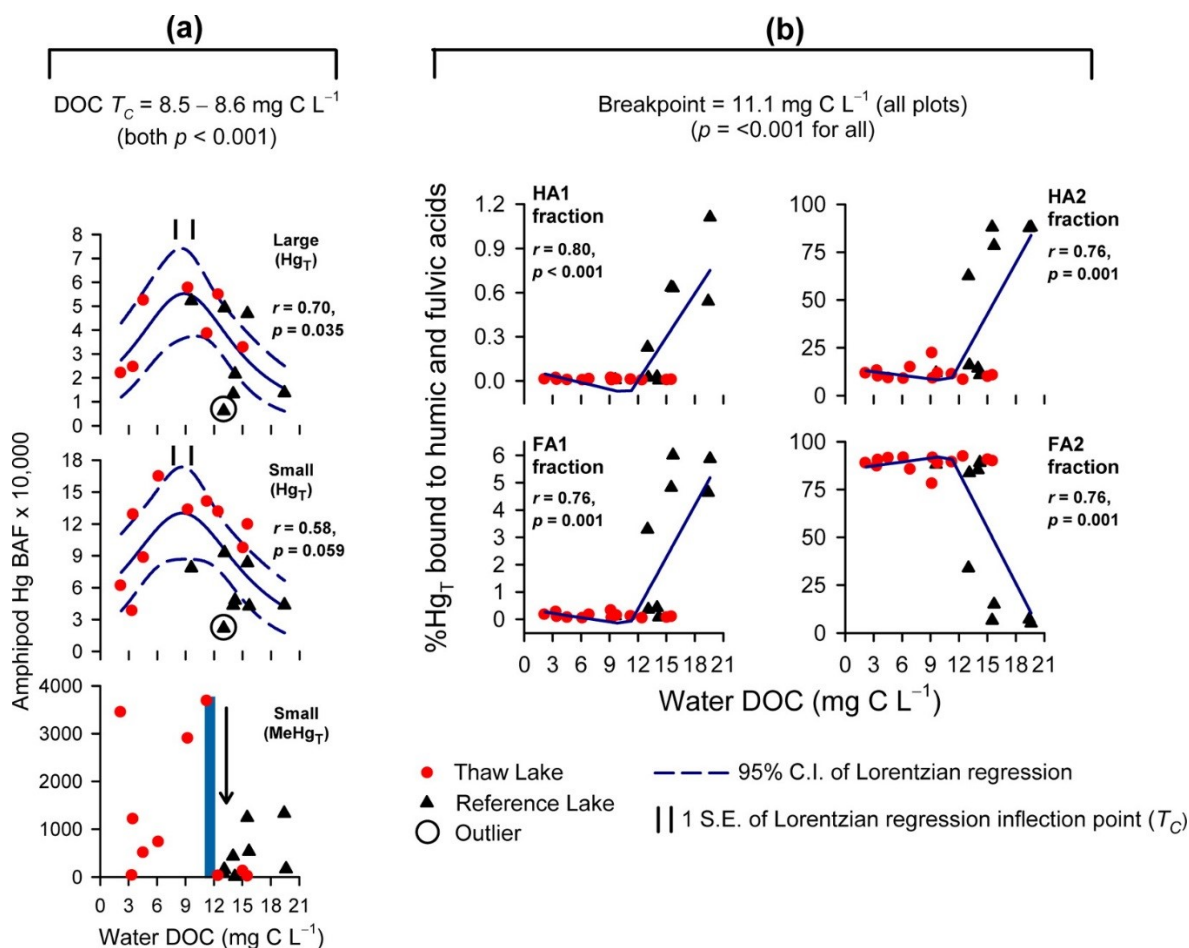 (a)
DOC TC = 8.5 – 8.6 mg C L−1
(both p < 0.001)
Amphipod Hg BAF x 10,000
8
7
6
5
4
3
2
1
0
Large
(HgT)
r = 0.70,
p = 0.035
18
15
12
9
6
3
0
Small
(HgT)
r = 0.58,
p = 0.059
4000
3000
2000
1000
0
Small
(MeHgT)
0 3 6 9 12 15 18 21
Water DOC (mg C L−1)
(b)
Breakpoint = 11.1 mg C L−1 (all plots)
(p = <0.001 for all)
%HgT bound to humic and fulvic acids
1.2
0.9
0.6
0.3
0.0
HA1
fraction
r = 0.80,
p < 0.001
100
75
50
25
0
HA2
fraction
r = 0.76,
p = 0.001
6
5
4
3
2
1
0
FA1
fraction
r = 0.76,
p = 0.001
0 3 6 9 12 15 18 21
100
75
50
25
0
FA2
fraction
r = 0.76,
p = 0.001
0 3 6 9 12 15 18 21
Water DOC (mg C L−1)
Thaw Lake
Reference Lake
Outlier
95% C.I. of Lorentzian regression
1 S.E. of Lorentzian regression inflection point (TC)